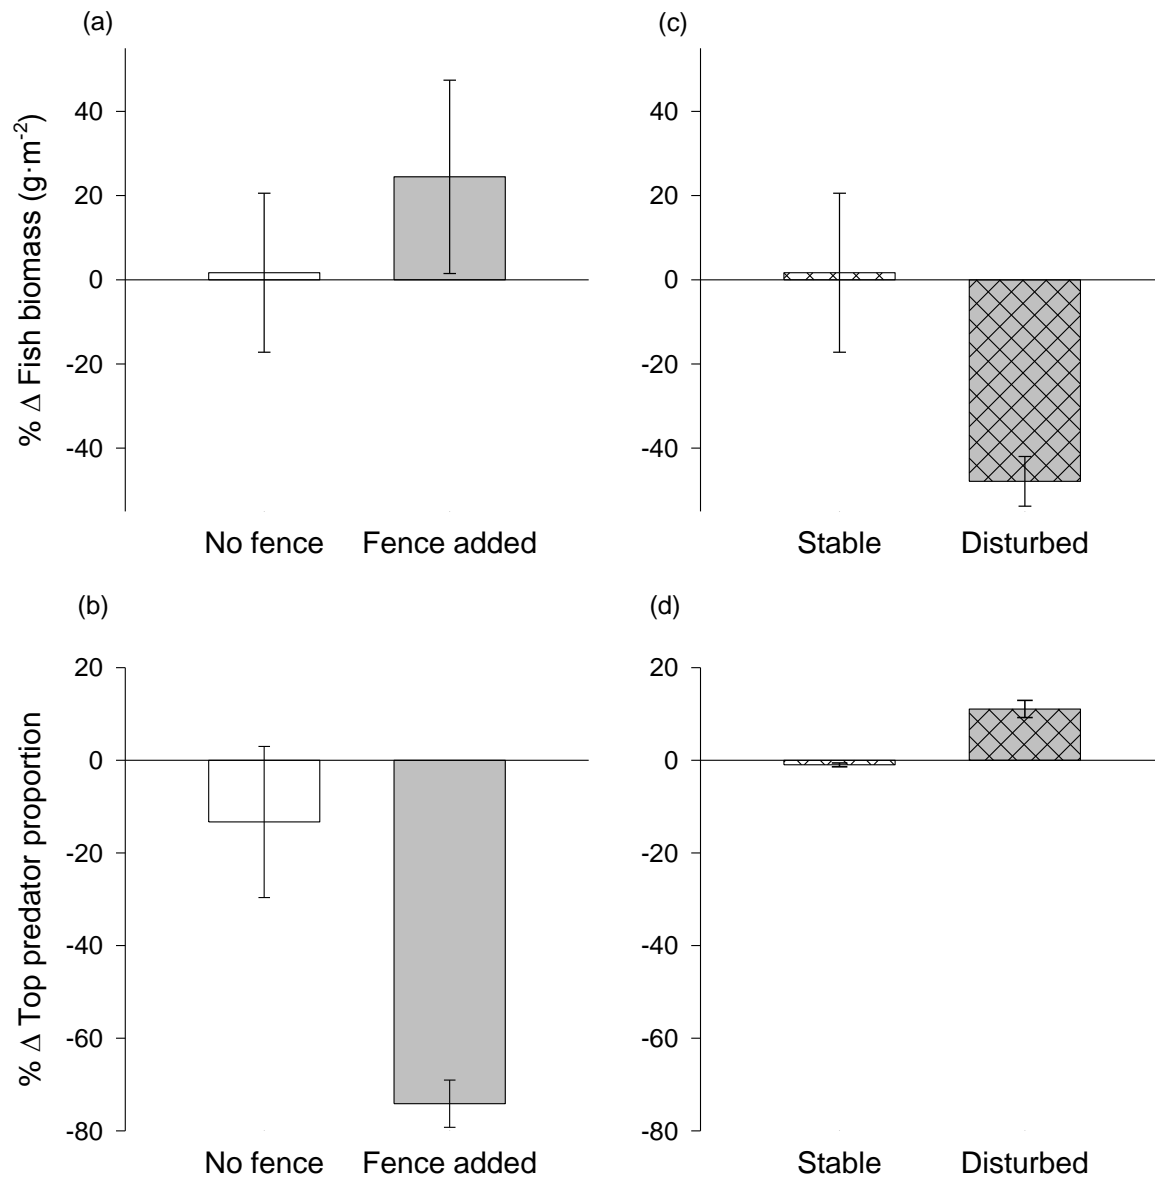 (a)
% Δ Fish biomass (g·m-2)
40
20
0
-20
-40
No fence Fence added
(c)
40
20
0
-20
-40
Stable Disturbed
(b)
% Δ Top predator proportion
20
0
-20
-40
-60
-80
No fence Fence added
(d)
20
0
-20
-40
-60
-80
Stable Disturbed